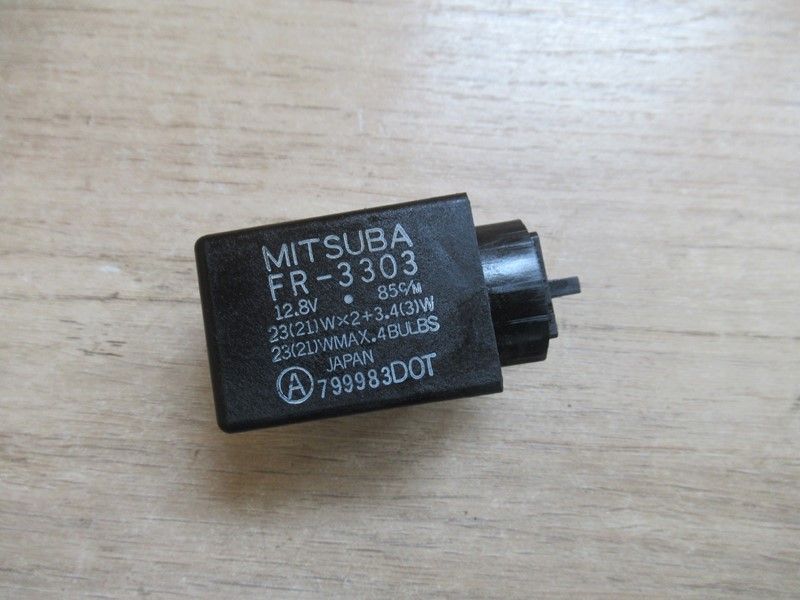 MITSUBA
FR-3303
12.8V • 85c/M
23(21)W×2+3.4(3)W
23(21)WMAX.4BULBS
JAPAN
Ⓐ 799983DOT